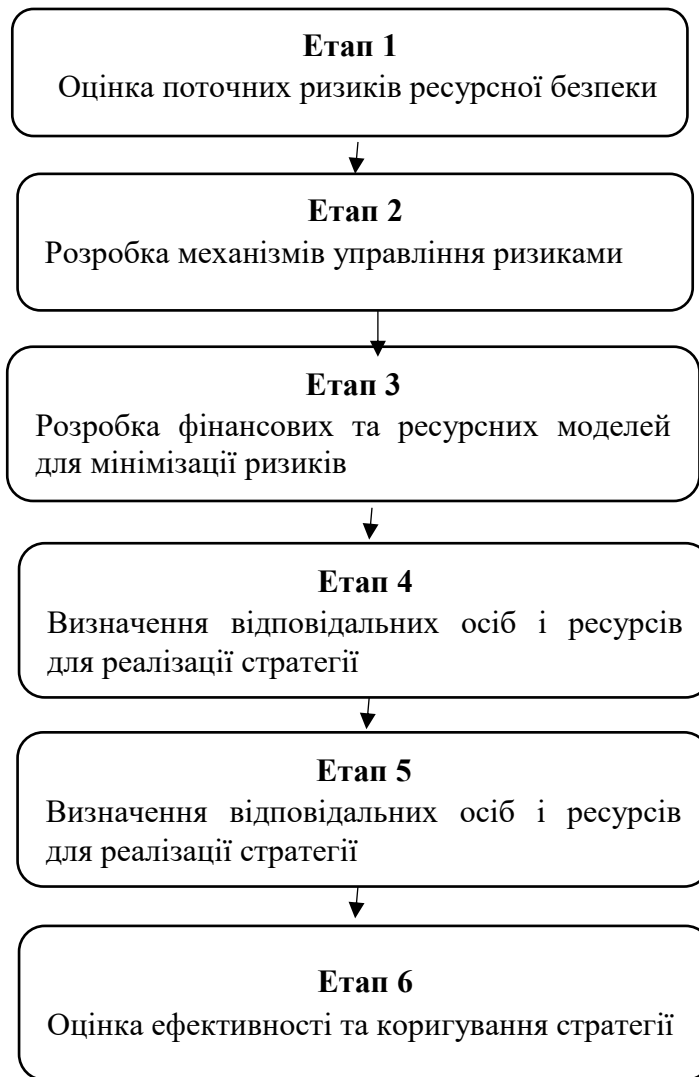 Етап 1
Оцінка поточних ризиків ресурсної безпеки
Етап 2
Розробка механізмів управління ризиками
Етап 3
Розробка фінансових та ресурсних моделей
для мінімізації ризиків
Етап 4
Визначення відповідальних осіб і ресурсів
для реалізації стратегії
Етап 5
Визначення відповідальних осіб і ресурсів
для реалізації стратегії
Етап 6
Оцінка ефективності та коригування стратегії